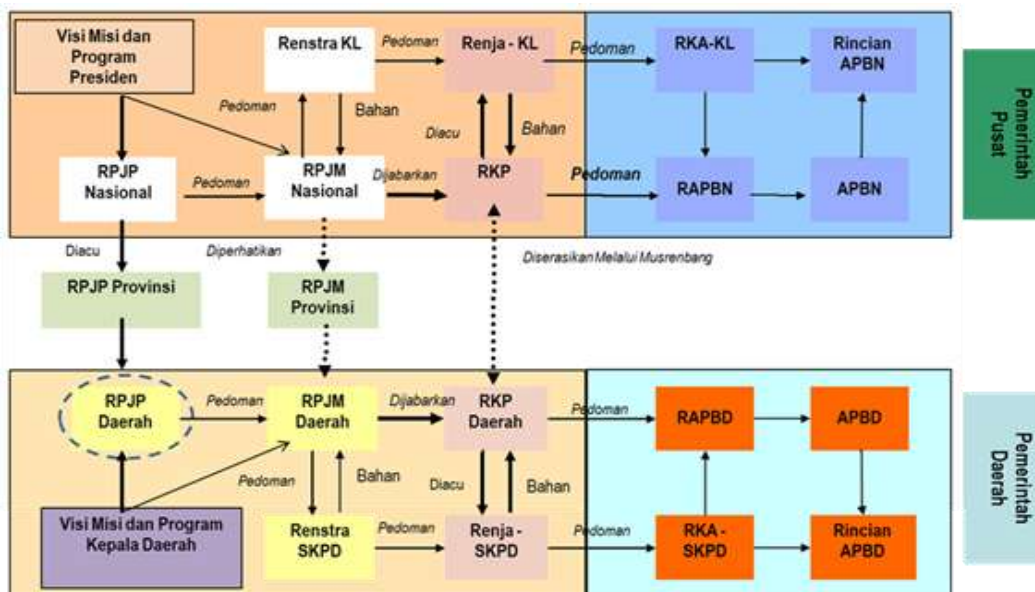 Visi Misi dan
Program
Presiden
Renstra KL
Pedoman
Renja - KL
Pedoman
RKA-KL
Rincian
APBN
Pedoman
Bahan
Diacu
Bahan
RPJP
Nasional
Pedoman
RPJM
Nasional
Dijabarkan
RKP
Pedoman
RAPBN
APBN
Pemerintah
Pusat
Diacu
Diperhatikan
Diserasikan Melalui Musrenbang
RPJP Provinsi
RPJM
Provinsi
RPJP
Daerah
Pedoman
RPJM
Daerah
Dijabarkan
RKP
Daerah
Pedoman
RAPBD
APBD
Pedoman
Bahan
Diacu
Bahan
Visi Misi dan Program
Kepala Daerah
Renstra
SKPD
Pedoman
Renja-
SKPD
Pedoman
RKA -
SKPD
Rincian
APBD
Pemerintah
Daerah